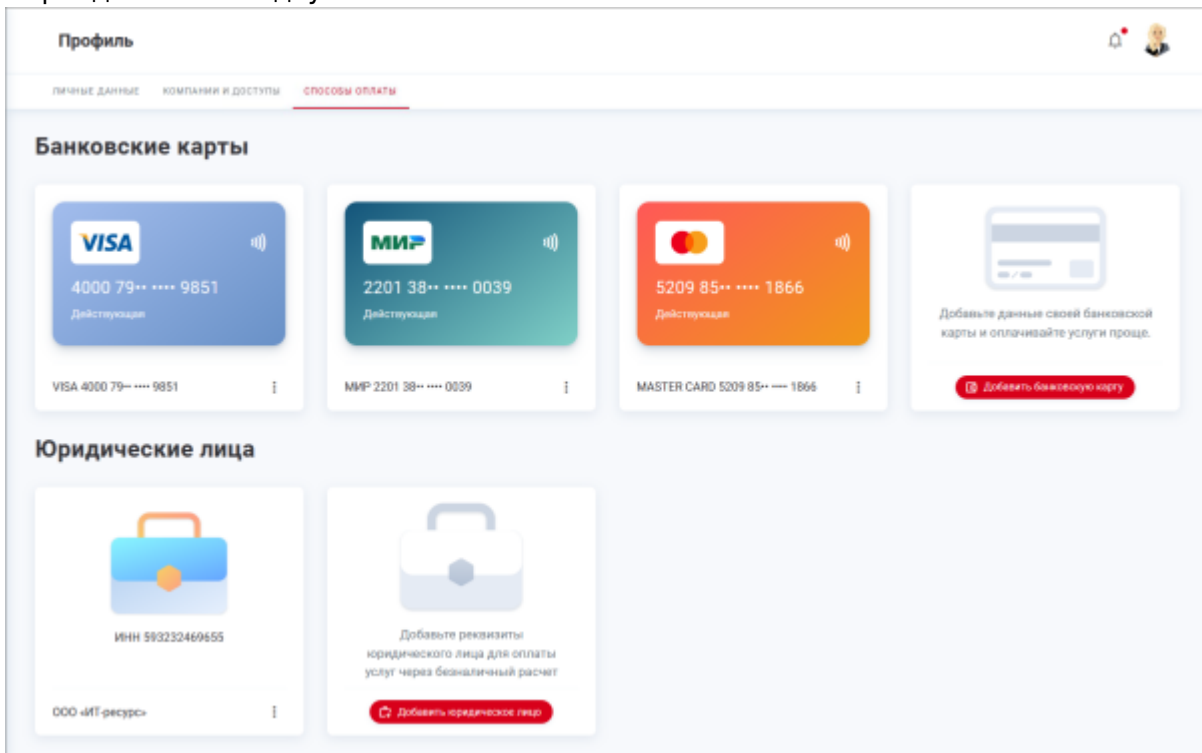 Профиль
ЛИЧНЫЕ ДАННЫЕ КОМПАНИИ И ДОСТУПЫ СПОСОБЫ ОПЛАТЫ
Банковские карты
VISA
4000 79•• •••• 9851
Действующая
VISA 4000 79•• •••• 9851
МИР
2201 38•• •••• 0039
Действующая
МИР 2201 38•• •••• 0039
5209 85•• •••• 1866
Действующая
MASTER CARD 5209 85•• •••• 1866
Добавьте данные своей банковской
карты и оплачивайте услуги проще.
Добавить банковскую карту
Юридические лица
ИНН 593232469655
ООО «ИТ-ресурс»
Добавьте реквизиты
юридического лица для оплаты
услуг через безналичный расчет
Добавить юридическое лицо